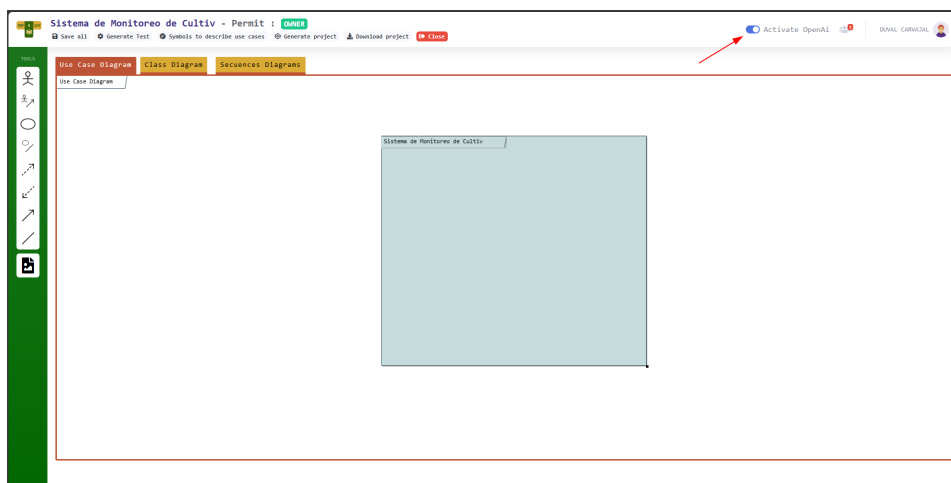 Sistema de Monitoreo de Cultiv - Permit : OWNER
Save all Generate Test Symbols to describe use cases Generate project Download project Close
Activate OpenAi
DUVAL CARVAJAL
TOOLS
Use Case Diagram Class Diagram Secuences Diagrams
Use Case Diagram
Sistema de Monitoreo de Cultiv